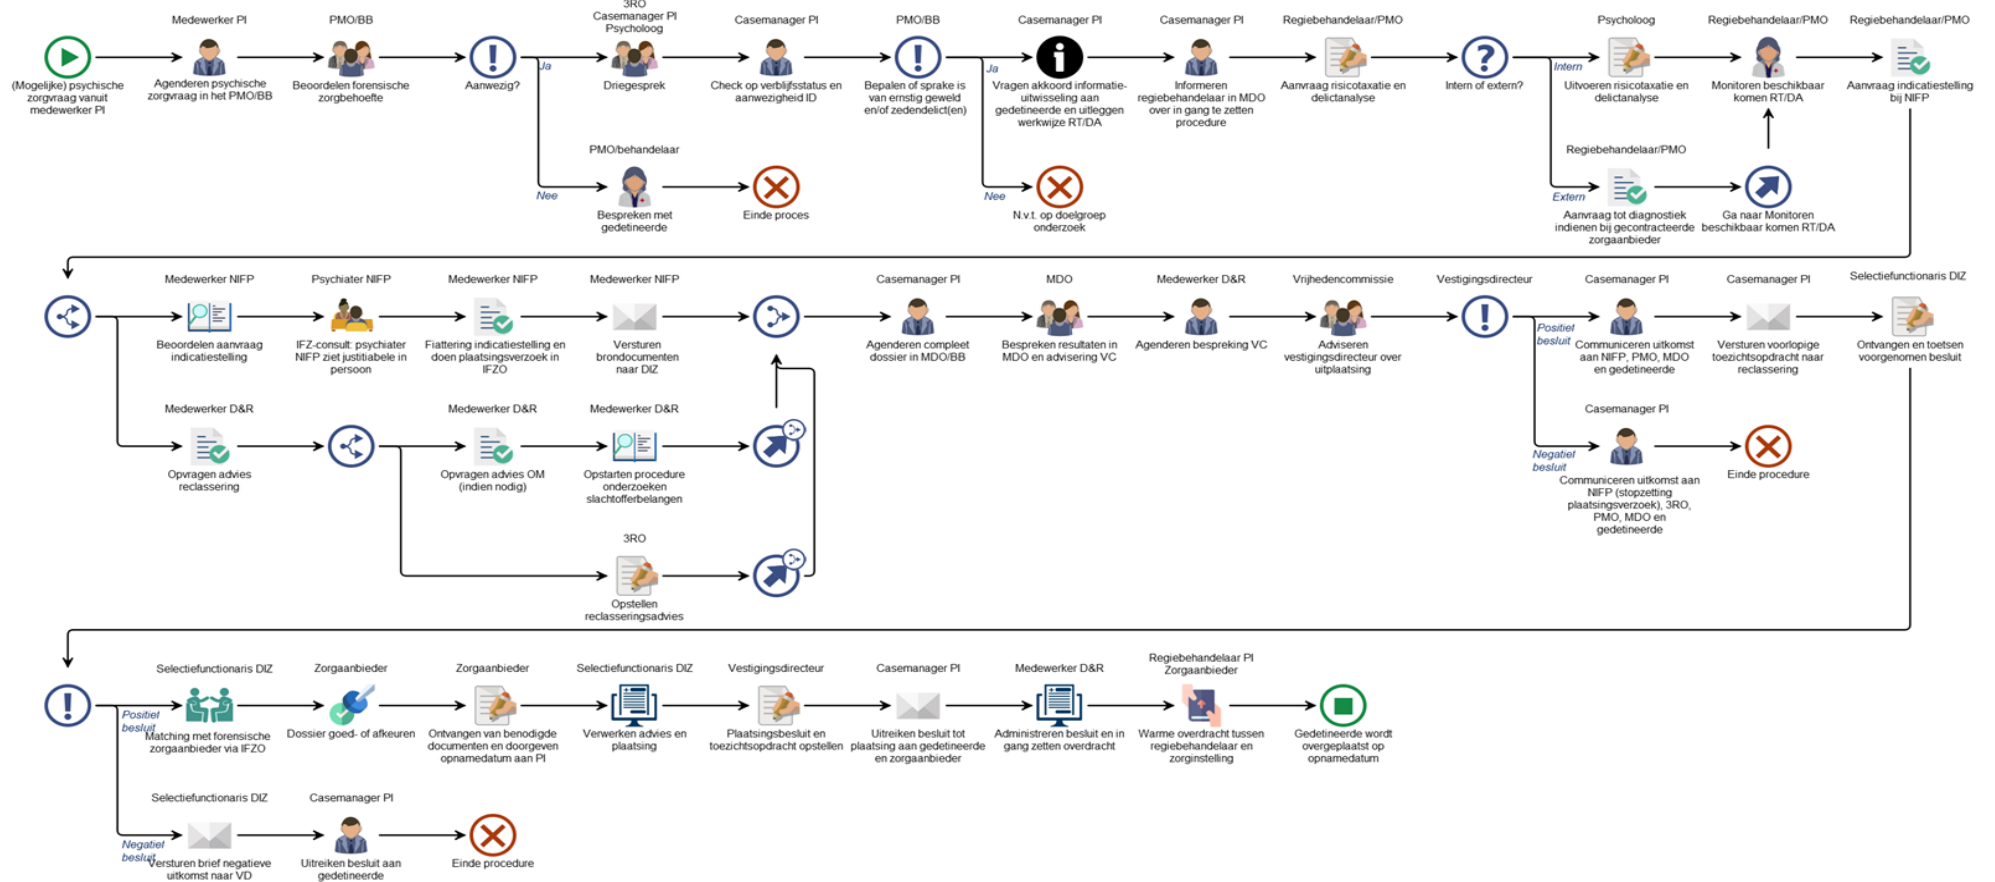 Medewerker PI
PMO/BB
3RO
Casemanager PI
Psycholoog
Casemanager PI
PMO/BB
Casemanager PI
Casemanager PI
Regiebehandelaar/PMO
Psycholoog
Regiebehandelaar/PMO
Regiebehandelaar/PMO
(Mogelijke) psychische
zorgvraag vanuit
medewerker PI
Agenderen psychische
zorgvraag in het PMO/BB
Beoordelen forensische
zorgbehoefte
Aanwezig?
Ja
Driegesprek
Check op verblijfsstatus en
aanwezigheid ID
Bepalen of sprake is
van ernstig geweld
en/of zedendelict(en)
Ja
Vragen akkoord informatie-
uitwisseling aan
gedetineerde en uitleggen
werkwijze RT/DA
Informeren
regiebehandelaar in MDO
over in gang te zetten
procedure
Aanvraag risicotaxatie en
delictanalyse
Intern of extern?
Intern
Uitvoeren risicotaxatie en
delictanalyse
Monitoren beschikbaar
komen RT/DA
Aanvraag indicatiestelling
bij NIFP
PMO/behandelaar
Regiebehandelaar/PMO
Nee
Bespreken met
gedetineerde
Einde proces
Nee
N.v.t. op doelgroep
onderzoek
Extern
Aanvraag tot diagnostiek
indienen bij gecontracteerde
zorgaanbieder
Ga naar Monitoren
beschikbaar komen RT/DA
Medewerker NIFP
Psychiater NIFP
Medewerker NIFP
Medewerker NIFP
Casemanager PI
MDO
Medewerker D&R
Vrijhedencommissie
Vestigingsdirecteur
Casemanager PI
Casemanager PI
Selectiefunctionaris DIZ
Beoordelen aanvraag
indicatiestelling
IFZ-consult: psychiater
NIFP ziet justitiabele in
persoon
Fiattering indicatiestelling en
doen plaatsingsverzoek in
IFZO
Versturen
brondocumenten
naar DIZ
Agenderen compleet
dossier in MDO/BB
Bespreken resultaten in
MDO en advisering VC
Agenderen bespreking VC
Adviseren
vestigingsdirecteur over
uitplaatsing
Positief
besluit
Communiceren uitkomst
aan NIFP, PMO, MDO
en gedetineerde
Versturen voorlopige
toezichtsopdracht naar
reclassering
Ontvangen en toetsen
voorgenomen besluit
Medewerker D&R
Medewerker D&R
Medewerker D&R
Casemanager PI
Opvragen advies
reclassering
Opvragen advies OM
(indien nodig)
Opstarten procedure
onderzoeken
slachtofferbelangen
Negatief
besluit
Communiceren uitkomst aan
NIFP (stopzetting
plaatsingsverzoek), 3RO,
PMO, MDO en
gedetineerde
Einde procedure
3RO
Opstellen
reclasseringsadvies
Selectiefunctionaris DIZ
Zorgaanbieder
Zorgaanbieder
Selectiefunctionaris DIZ
Vestigingsdirecteur
Casemanager PI
Medewerker D&R
Regiebehandelaar PI
Zorgaanbieder
Positief
besluit
Matching met forensische
zorgaanbieder via IFZO
Dossier goed- of afkeuren
Ontvangen van benodigde
documenten en doorgeven
opnamedatum aan PI
Verwerken advies en
plaatsing
Plaatsingsbesluit en
toezichtsopdracht opstellen
Uitreiken besluit tot
plaatsing aan gedetineerde
en zorgaanbieder
Administreren besluit en in
gang zetten overdracht
Warme overdracht tussen
regiebehandelaar en
zorginstelling
Gedetineerde wordt
overgeplaatst op
opnamedatum
Selectiefunctionaris DIZ
Casemanager PI
Negatief
besluit
Versturen brief negatieve
uitkomst naar VD
Uitreiken besluit aan
gedetineerde
Einde procedure